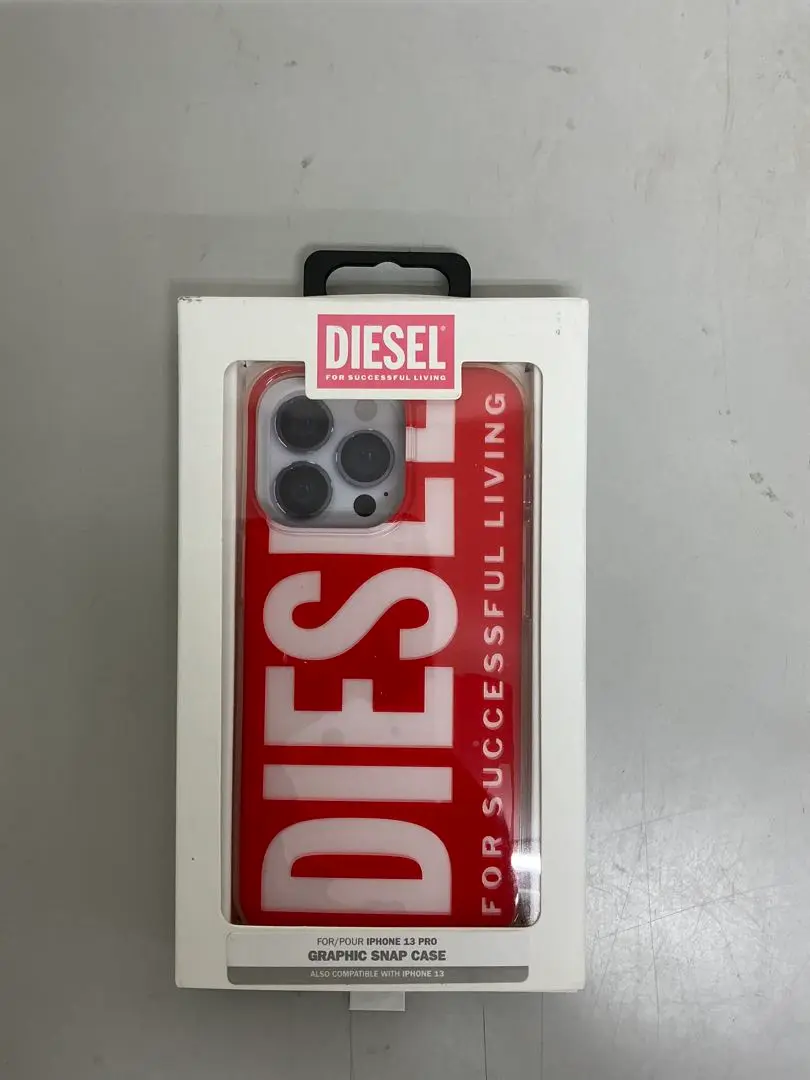 DIESEL®
FOR SUCCESSFUL LIVING
DIESEL
FOR SUCCESSFUL LIVING
FOR/POUR IPHONE 13 PRO
GRAPHIC SNAP CASE
ALSO COMPATIBLE WITH IPHONE 13